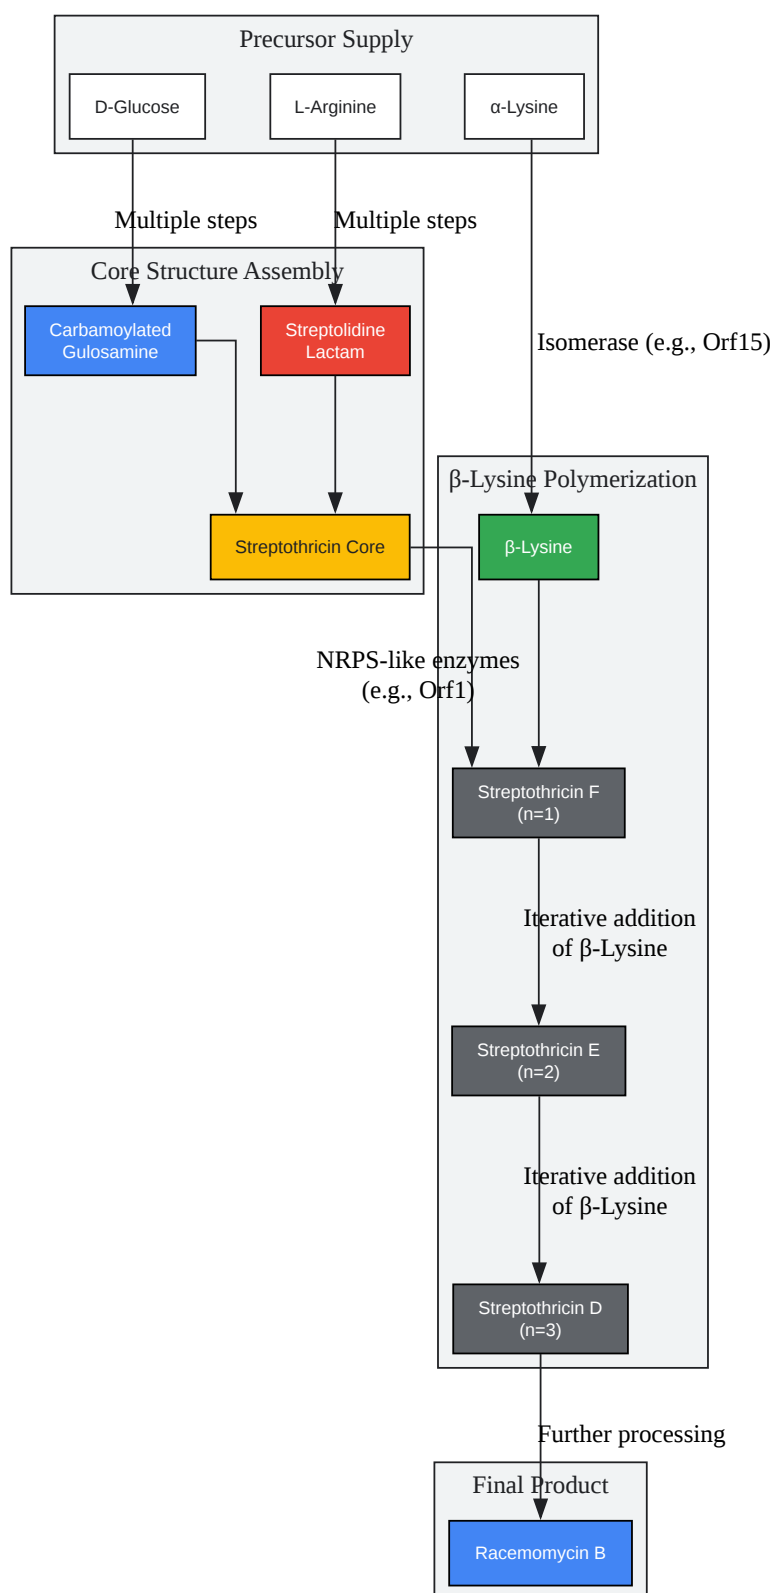 Precursor Supply
D-Glucose
L-Arginine
α-Lysine
Multiple steps
Multiple steps
Core Structure Assembly
Carbamoylated
Gulosamine
Streptolidine
Lactam
Isomerase (e.g., Orf15)
β-Lysine Polymerization
Streptothricin Core
β-Lysine
NRPS-like enzymes
(e.g., Orf1)
Streptothricin F
(n=1)
Iterative addition
of β-Lysine
Streptothricin E
(n=2)
Iterative addition
of β-Lysine
Streptothricin D
(n=3)
Further processing
Final Product
Racemomycin B